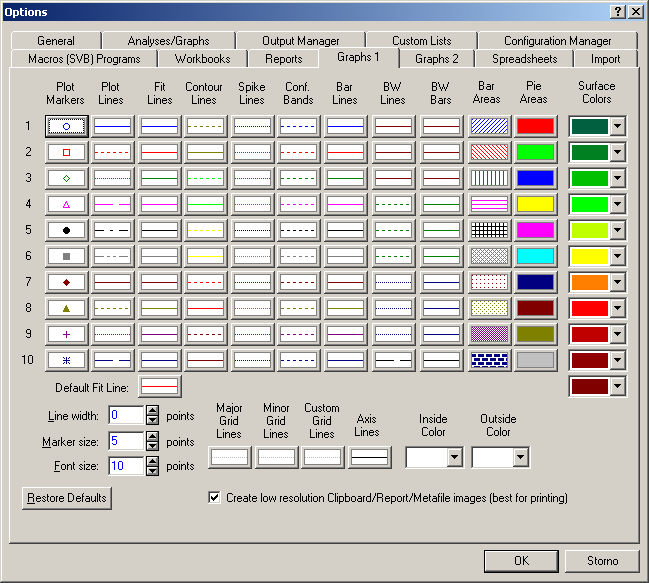 Options
General Analyses/Graphs Output Manager Custom Lists Configuration Manager
Macros (SVB) Programs Workbooks Reports Graphs 1 Graphs 2 Spreadsheets Import
Plot Markers Plot Lines Fit Lines Contour Lines Spike Lines Conf. Bands Bar Lines BW Lines BW Bars Bar Areas Pie Areas Surface Colors
1
2
3
4
5
6
7
8
9
10
Default Fit Line:
Line width: 0 points
Marker size: 5 points
Font size: 10 points
Major Grid Lines Minor Grid Lines Custom Grid Lines Axis Lines Inside Color Outside Color
Restore Defaults
Create low resolution Clipboard/Report/Metafile images (best for printing)
OK Storno